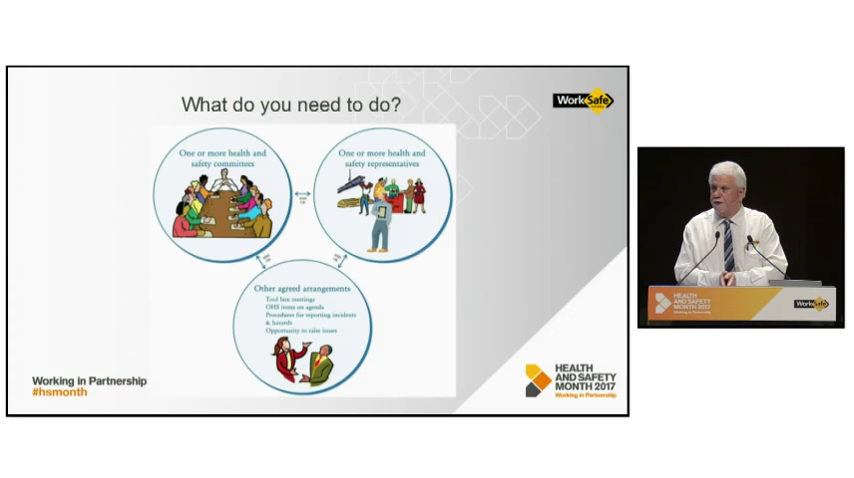 What do you need to do?
WorkSafe
One or more health and
safety committees
One or more health and
safety representatives
Other agreed arrangements
Tool box meetings
OHS items on agenda
Procedures for reporting incidents
& hazards
Opportunity to raise issues
Working in Partnership
#hsmonth
HEALTH
AND SAFETY
MONTH 2017
Working in Partnership
HEALTH
AND SAFETY
MONTH 2017
WorkSafe